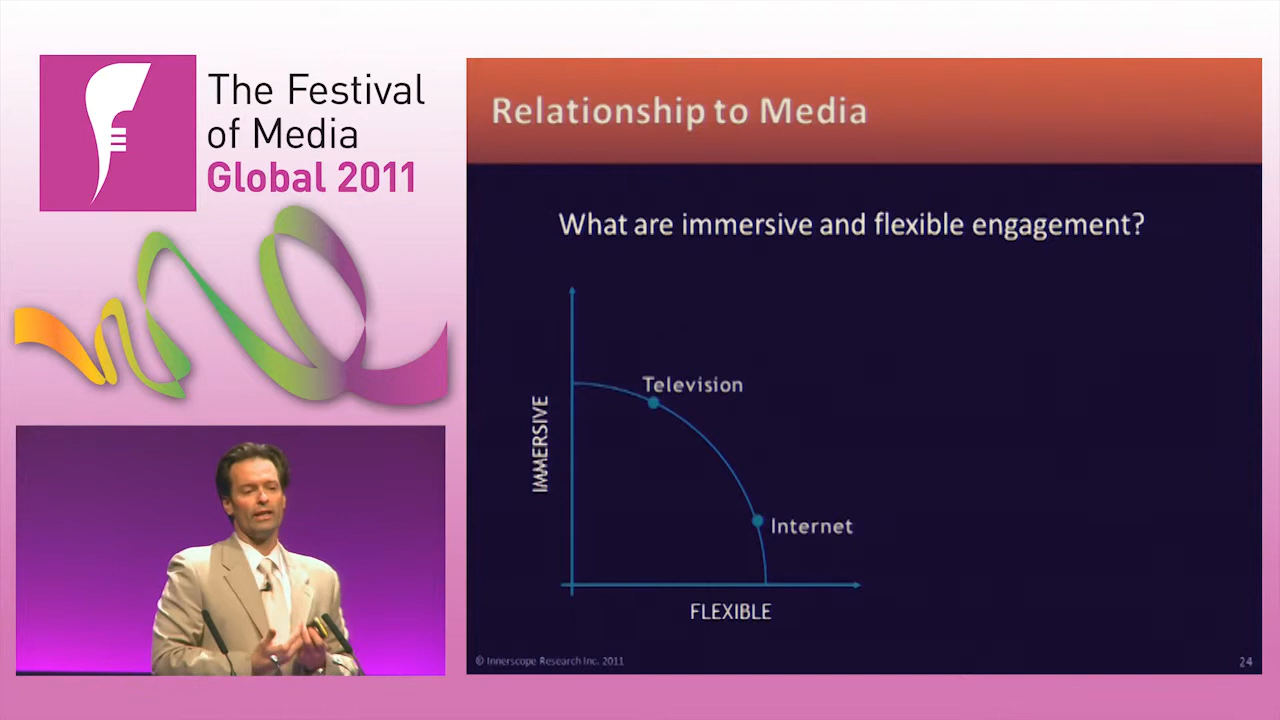 The Festival
of Media
Global 2011
Relationship to Media
What are immersive and flexible engagement?
IMMERSIVE
Television
Internet
FLEXIBLE
© Innerscope Research Inc. 2011
24